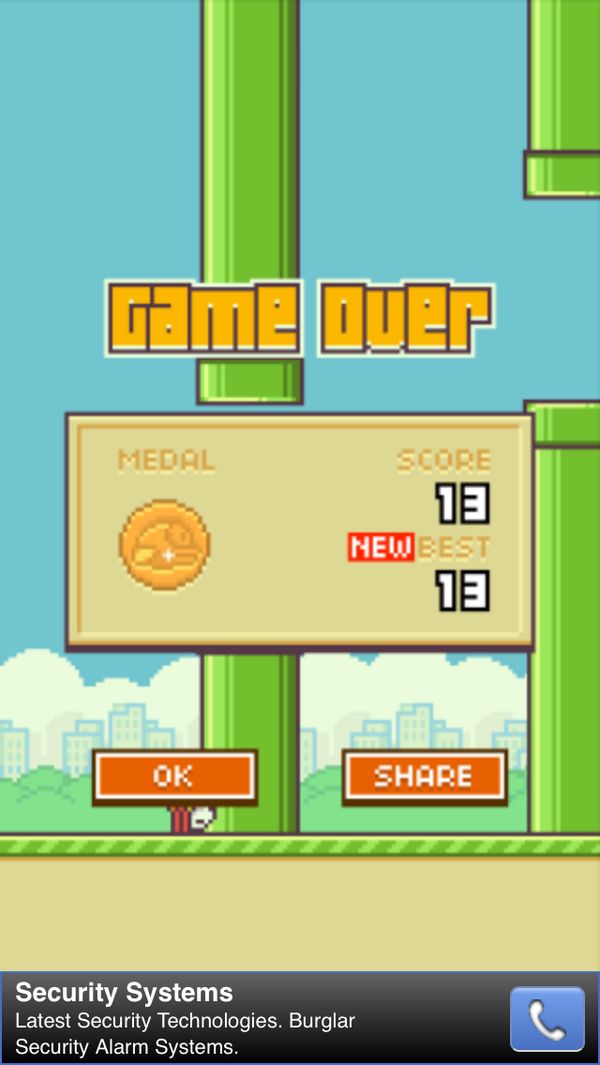 Game Over
MEDAL
SCORE
13
NEW BEST
13
OK
SHARE
Security Systems
Latest Security Technologies. Burglar
Security Alarm Systems.